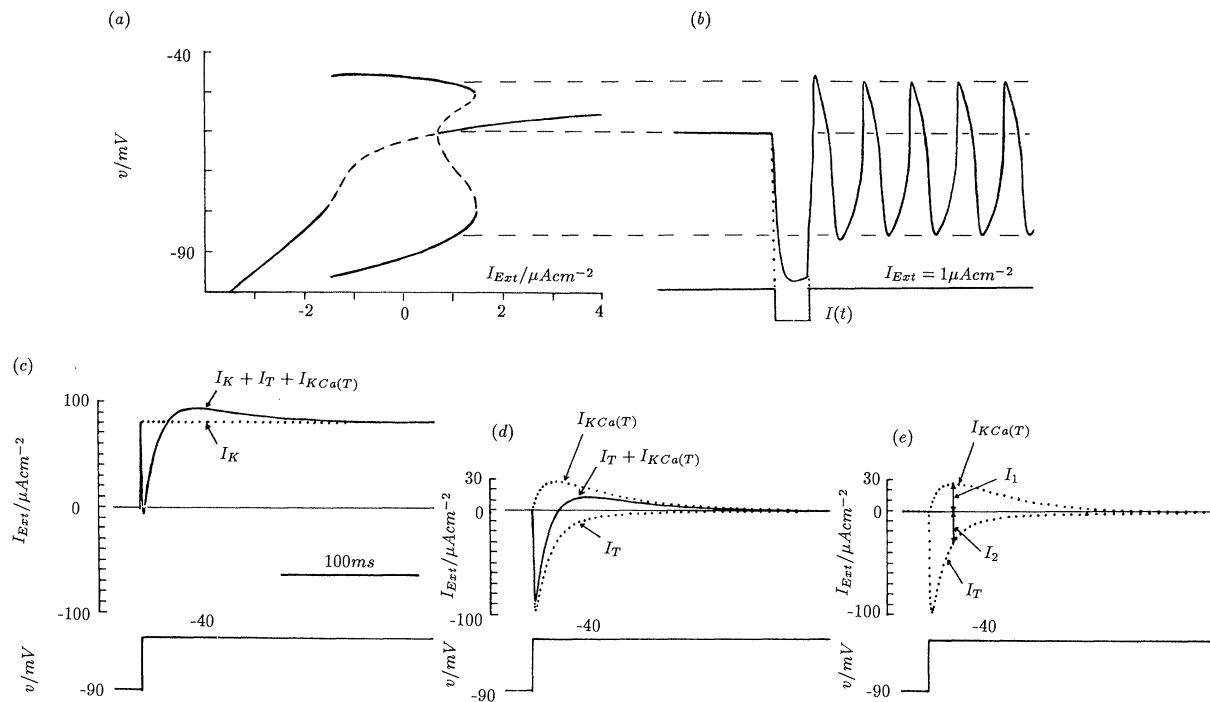 (a)
-40
v/mV
-90
-2
0
2
4
I_{Ext}/μAcm^{-2}
(b)
I_{Ext} = 1μAcm^{-2}
I(t)
(c)
I_K + I_T + I_{KCa(T)}
100
I_K
I_{Ext}/μAcm^{-2}
0
100ms
-100
-40
v/mV
-90
(d)
I_{KCa(T)}
I_T + I_{KCa(T)}
30
0
I_{Ext}/μAcm^{-2}
I_T
-100
-40
v/mV
-90
(e)
I_{KCa(T)}
30
I_1
0
I_{Ext}/μAcm^{-2}
I_2
I_T
-100
-40
v/mV
-90